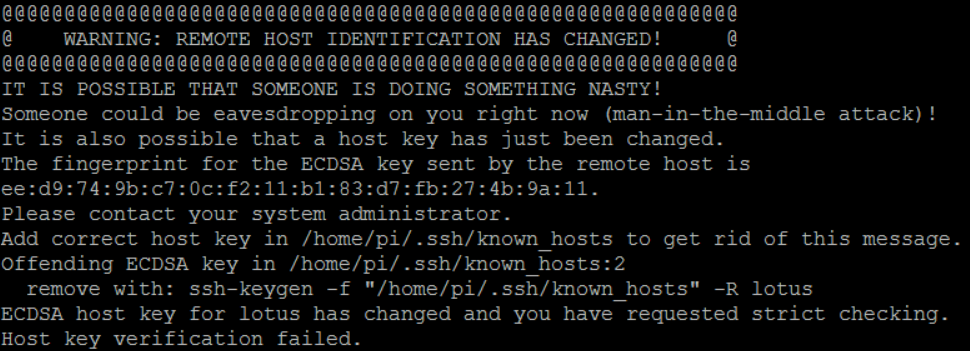 @@@@@@@@@@@@@@@@@@@@@@@@@@@@@@@@@@@@@@@@@@@@@@@@@@@@@@@@@@@
@    WARNING: REMOTE HOST IDENTIFICATION HAS CHANGED!     @
@@@@@@@@@@@@@@@@@@@@@@@@@@@@@@@@@@@@@@@@@@@@@@@@@@@@@@@@@@@
IT IS POSSIBLE THAT SOMEONE IS DOING SOMETHING NASTY!
Someone could be eavesdropping on you right now (man-in-the-middle attack)!
It is also possible that a host key has just been changed.
The fingerprint for the ECDSA key sent by the remote host is
ee:d9:74:9b:c7:0c:f2:11:b1:83:d7:fb:27:4b:9a:11.
Please contact your system administrator.
Add correct host key in /home/pi/.ssh/known_hosts to get rid of this message.
Offending ECDSA key in /home/pi/.ssh/known_hosts:2
  remove with: ssh-keygen -f "/home/pi/.ssh/known_hosts" -R lotus
ECDSA host key for lotus has changed and you have requested strict checking.
Host key verification failed.